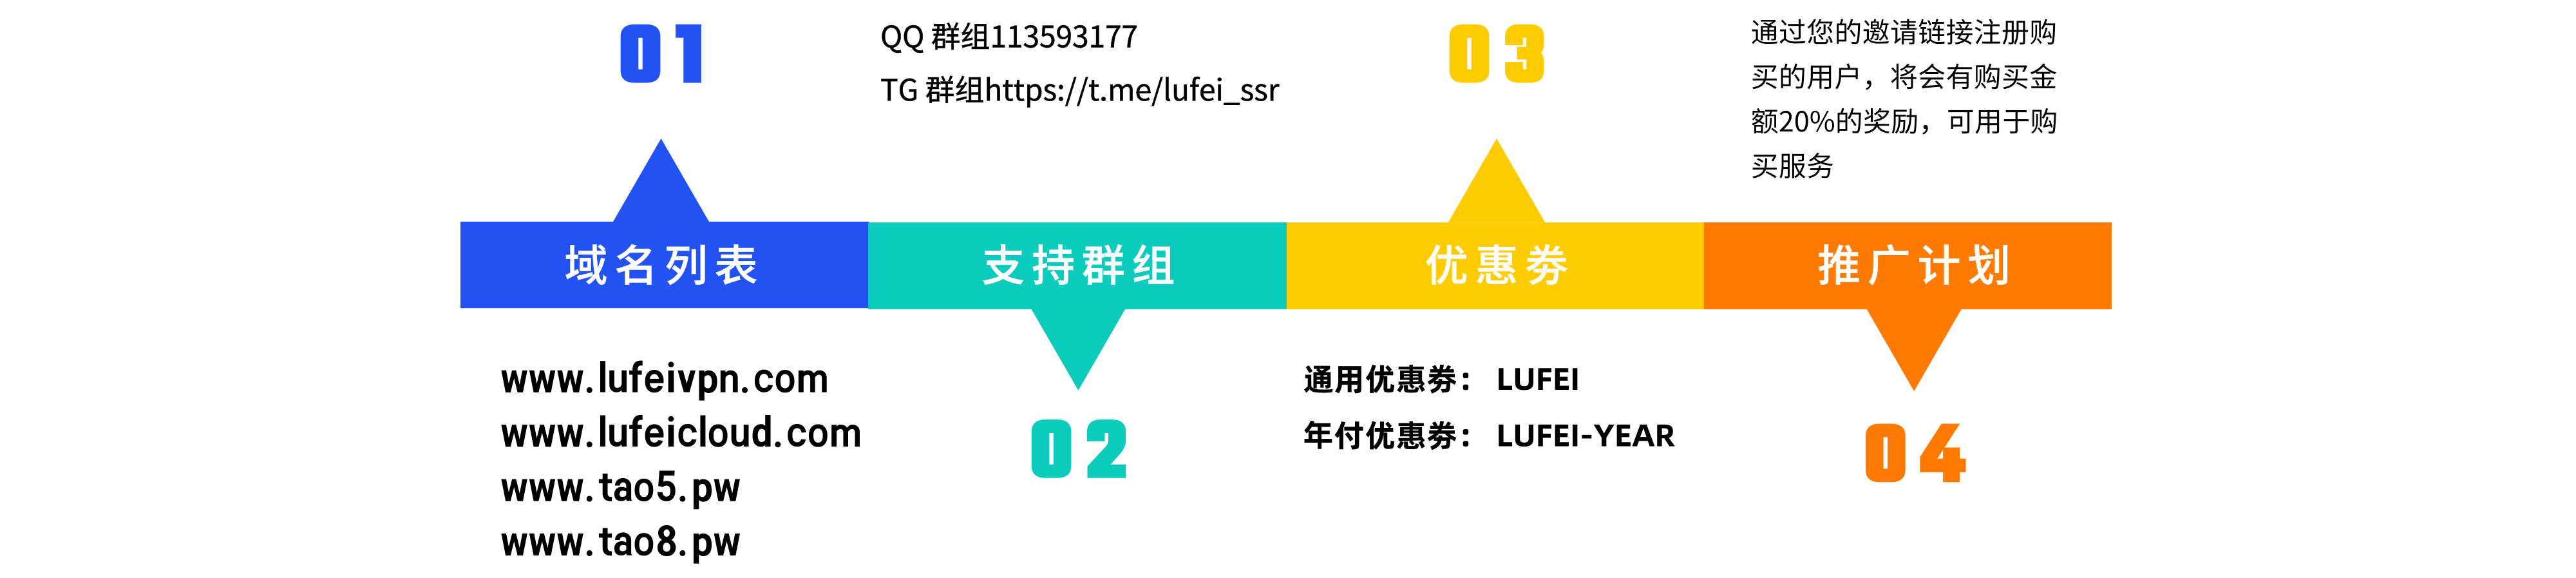 01
域名列表
www.lufeivpn.com
www.lufeicloud.com
www.tao5.pw
www.tao8.pw
QQ 群组113593177
TG 群组https://t.me/lufei_ssr
支持群组
02
03
优惠劵
通用优惠劵： LUFEI
年付优惠劵： LUFEI-YEAR
通过您的邀请链接注册购
买的用户，将会有购买金
额20%的奖励，可用于购
买服务
推广计划
04